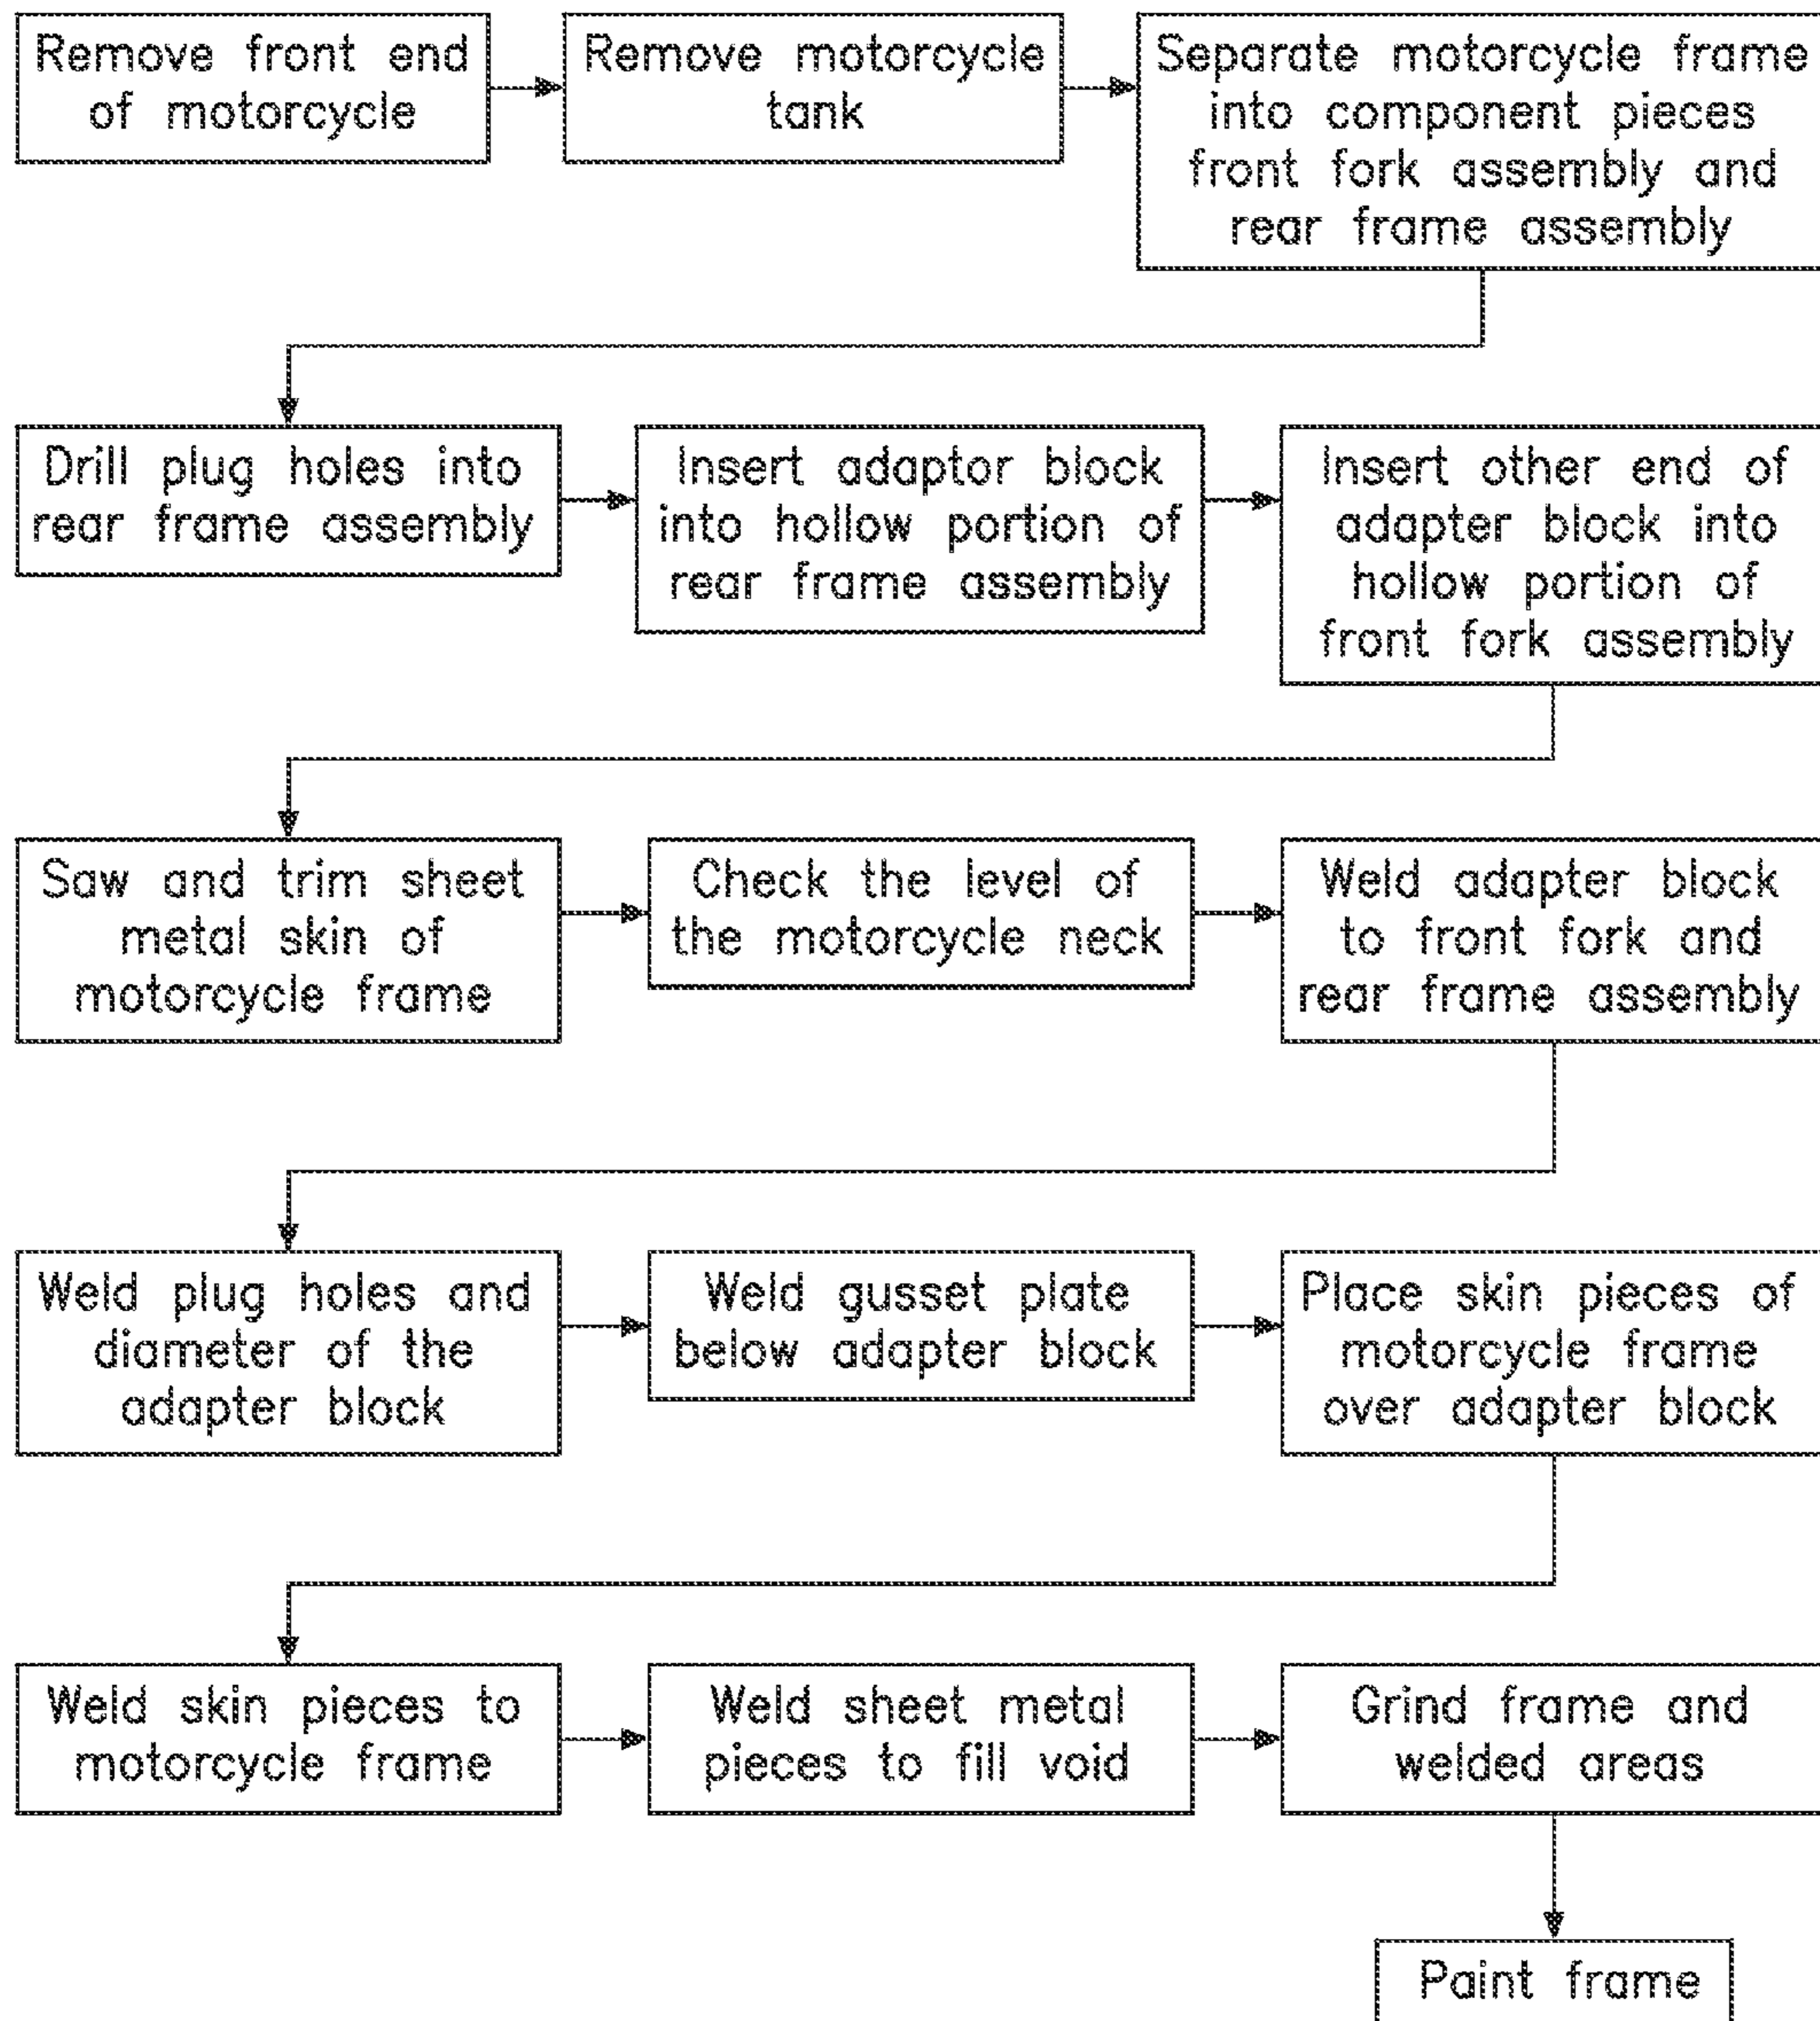 Remove front end
of motorcycle
Remove motorcycle
tank
Separate motorcycle frame
into component pieces
front fork assembly and
rear frame assembly
Drill plug holes into
rear frame assembly
Insert adaptor block
into hollow portion of
rear frame assembly
Insert other end of
adapter block into
hollow portion of
front fork assembly
Saw and trim sheet
metal skin of
motorcycle frame
Check the level of
the motorcycle neck
Weld adapter block
to front fork and
rear frame assembly
Weld plug holes and
diameter of the
adapter block
Weld gusset plate
below adapter block
Place skin pieces of
motorcycle frame
over adapter block
Weld skin pieces to
motorcycle frame
Weld sheet metal
pieces to fill void
Grind frame and
welded areas
Paint frame